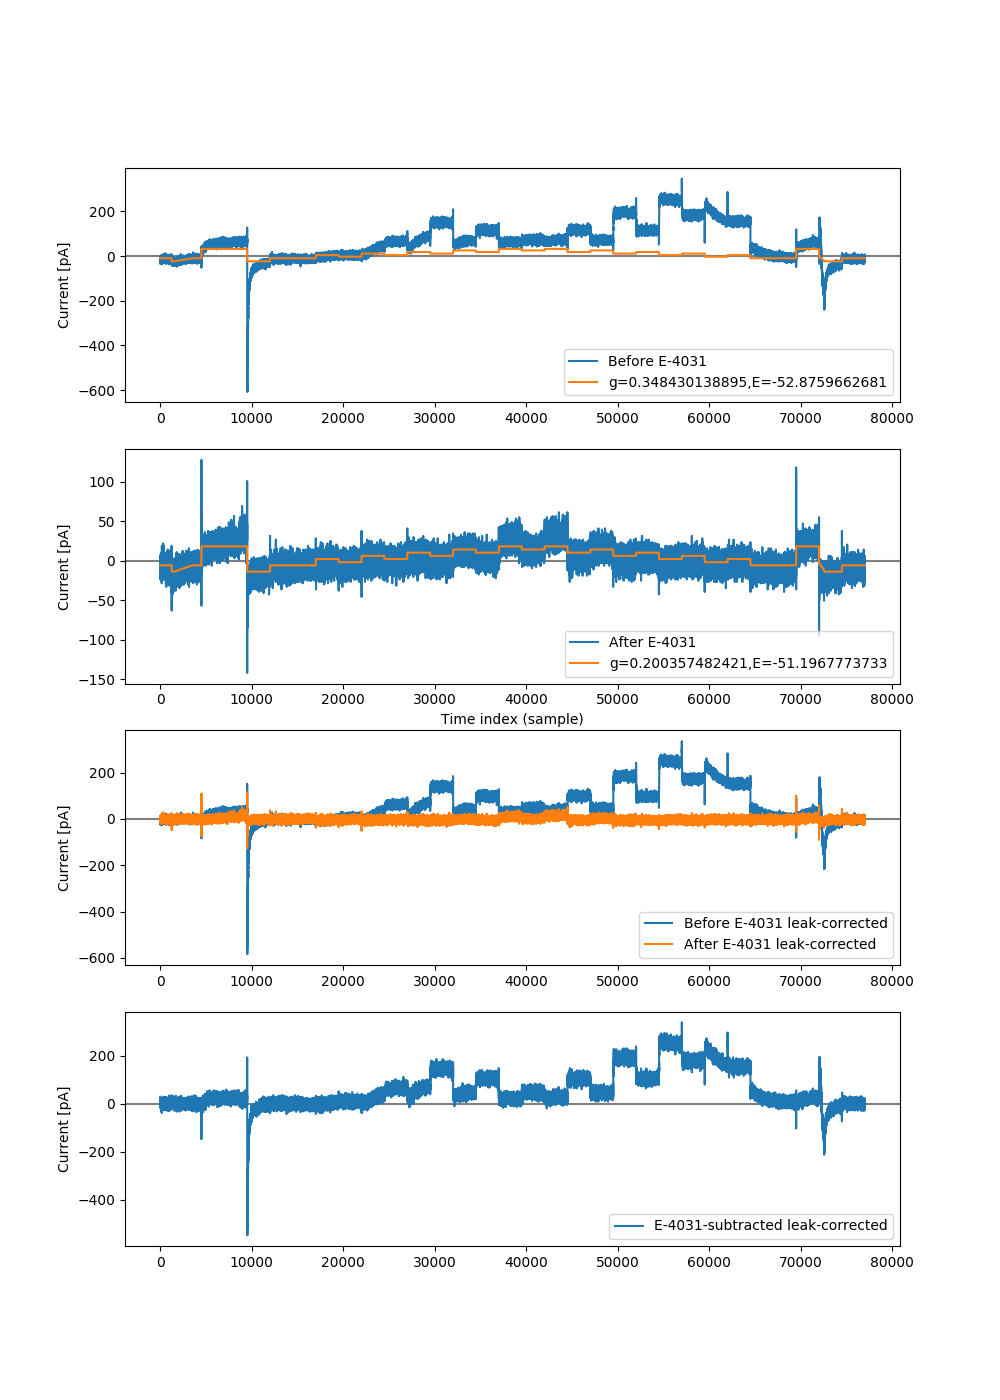 200
0
−200
−400
−600
Current [pA]
Before E-4031
g=0.348430138895,E=-52.8759662681
0 10000 20000 30000 40000 50000 60000 70000 80000
100
50
0
−50
−100
−150
Current [pA]
After E-4031
g=0.200357482421,E=-51.1967773733
0 10000 20000 30000 40000 50000 60000 70000 80000
Time index (sample)
200
0
−200
−400
−600
Current [pA]
Before E-4031 leak-corrected
After E-4031 leak-corrected
0 10000 20000 30000 40000 50000 60000 70000 80000
200
0
−200
−400
Current [pA]
E-4031-subtracted leak-corrected
0 10000 20000 30000 40000 50000 60000 70000 80000